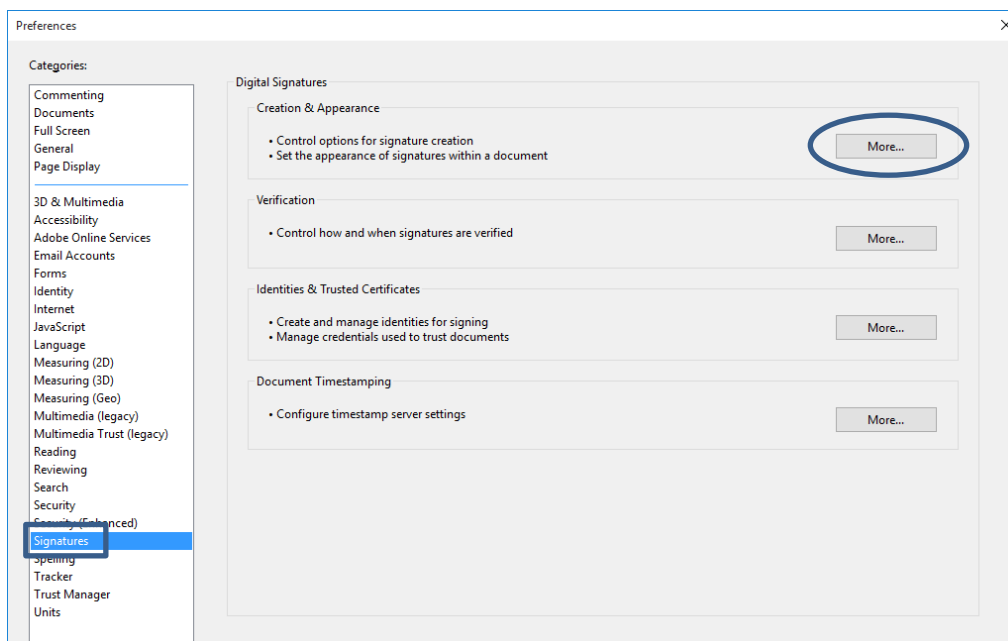 Preferences
Categories:
Commenting
Documents
Full Screen
General
Page Display
3D & Multimedia
Accessibility
Adobe Online Services
Email Accounts
Forms
Identity
Internet
JavaScript
Language
Measuring (2D)
Measuring (3D)
Measuring (Geo)
Multimedia (legacy)
Multimedia Trust (legacy)
Reading
Reviewing
Search
Security
Security (Enhanced)
Signatures
Spelling
Tracker
Trust Manager
Units
Digital Signatures
Creation & Appearance
• Control options for signature creation
• Set the appearance of signatures within a document
More...
Verification
• Control how and when signatures are verified
More...
Identities & Trusted Certificates
• Create and manage identities for signing
• Manage credentials used to trust documents
More...
Document Timestamping
• Configure timestamp server settings
More...